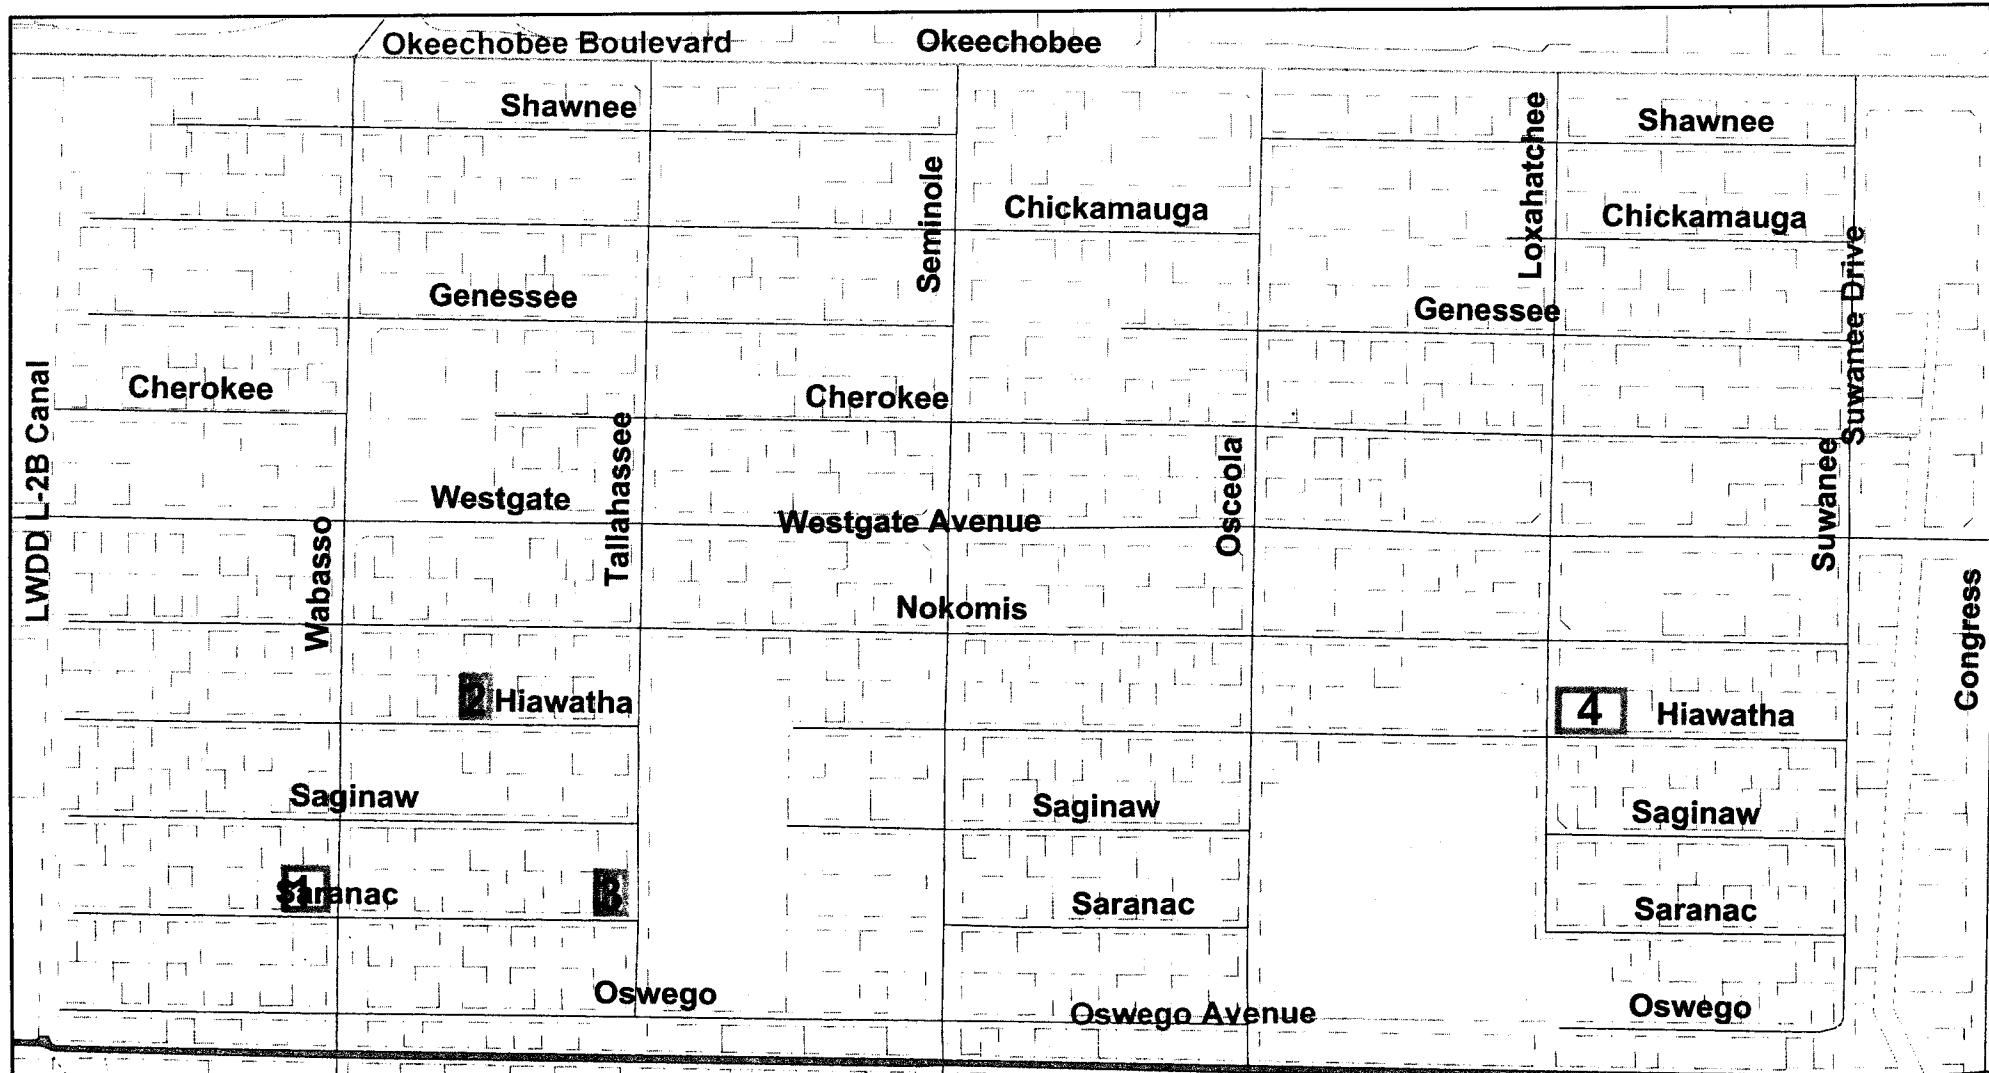 Okeechobee Boulevard
Okeechobee
Shawnee
Shawnee
Loxahatchee
Seminole
Chickamauga
Chickamauga
Suwanee Drive
Genessee
Genessee
Cherokee
Cherokee
LWDD L-2B Canal
Tallahassee
Osceola
Suwanee
Westgate
Westgate Avenue
Wabasso
Nokomis
Congress
2
Hiawatha
4
Hiawatha
Saginaw
Saginaw
Saginaw
1
Saranac
3
Saranac
Saranac
Oswego
Oswego Avenue
Oswego